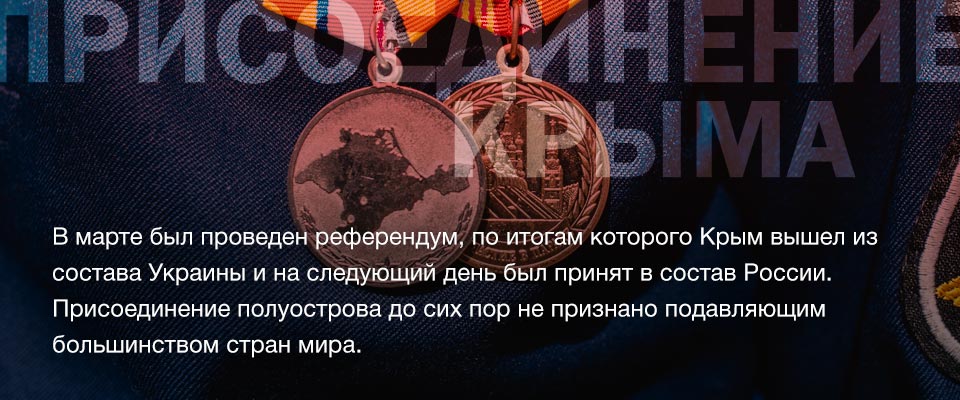 ПРИСОЕДИНЕНИЕ
КРЫМА
В марте был проведен референдум, по итогам которого Крым вышел из
состава Украины и на следующий день был принят в состав России.
Присоединение полуострова до сих пор не признано подавляющим
большинством стран мира.